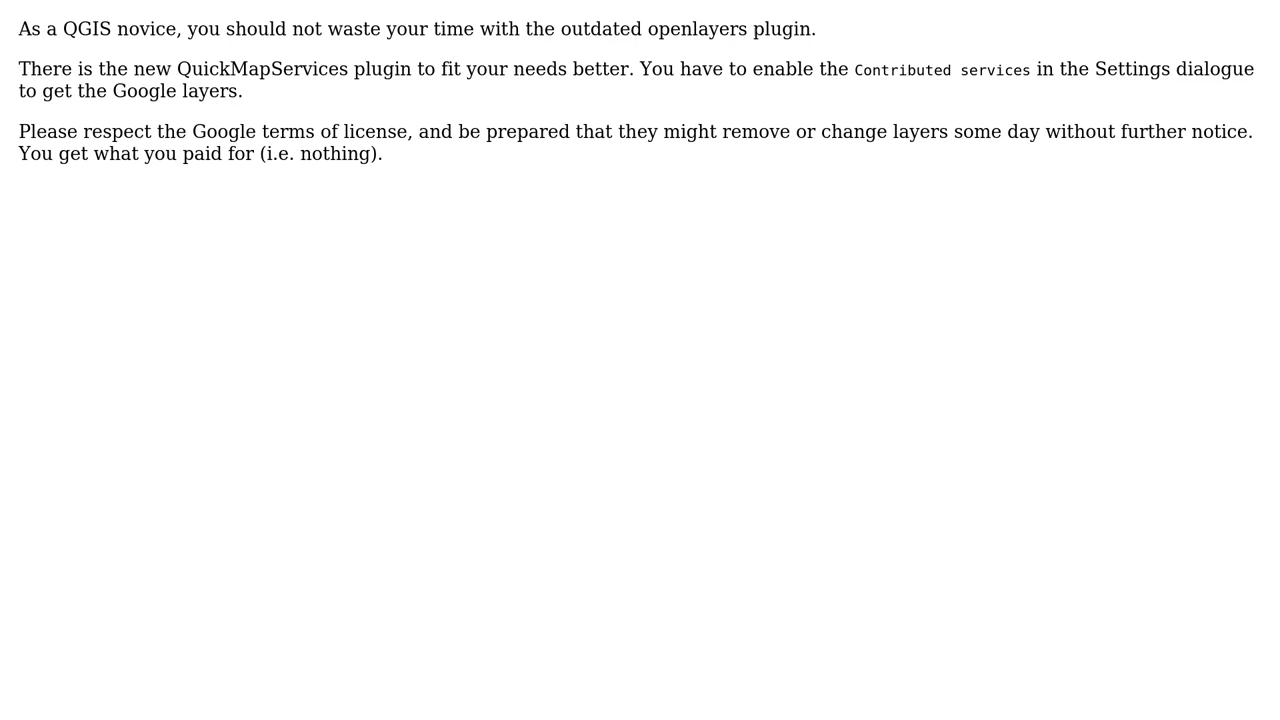 As a QGIS novice, you should not waste your time with the outdated openlayers plugin.
There is the new QuickMapServices plugin to fit your needs better. You have to enable the Contributed services in the Settings dialogue
to get the Google layers.
Please respect the Google terms of license, and be prepared that they might remove or change layers some day without further notice.
You get what you paid for (i.e. nothing).